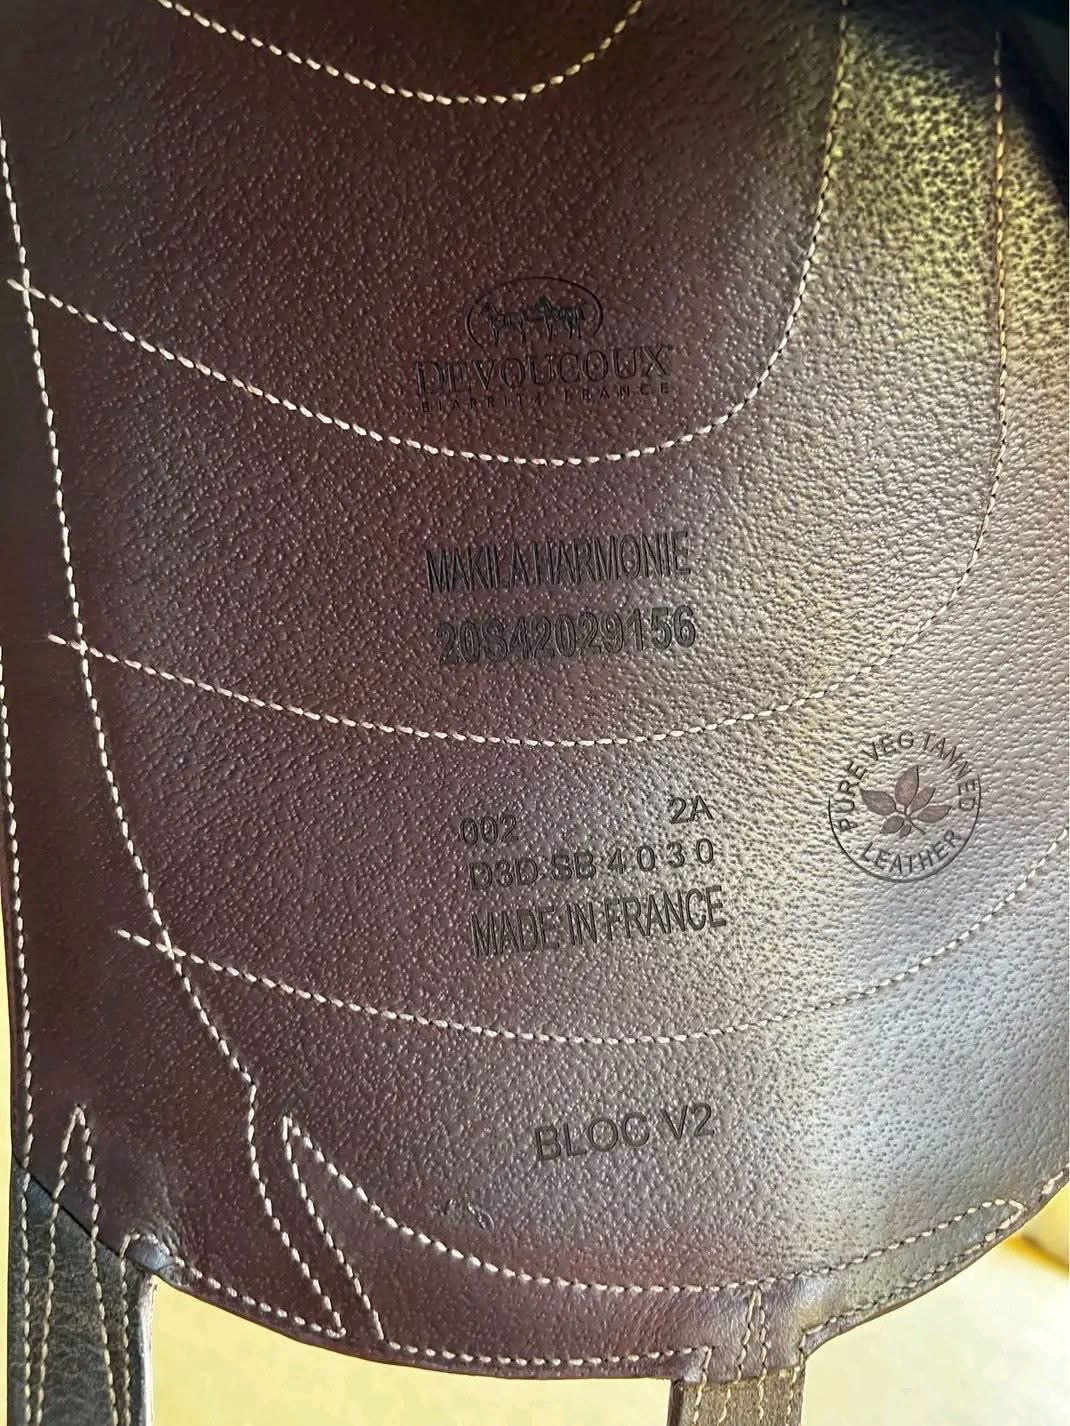 DEVOUCOUX
BIARRITZ FRANCE
MAKILA HARMONIE
20S42029156
002 2A
D3D SB 4 0 3 0
MADE IN FRANCE
PURE VEG TANNED
LEATHER
BLOC V2